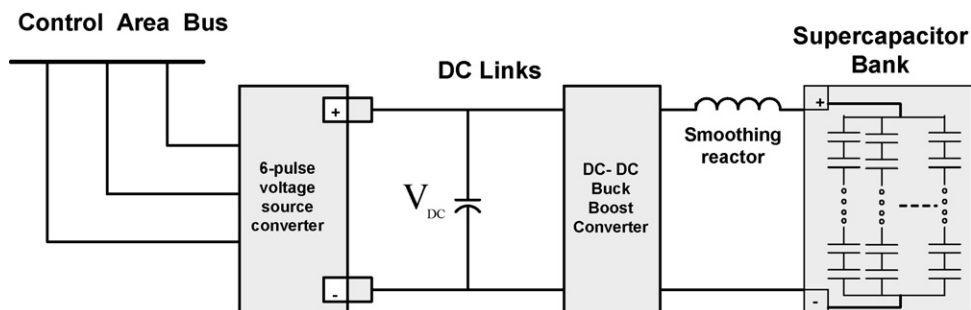 Control Area Bus
6-pulse
voltage
source
converter
+
-
DC Links
V DC
DC- DC
Buck
Boost
Converter
Smoothing
reactor
Supercapacitor
Bank
+
-